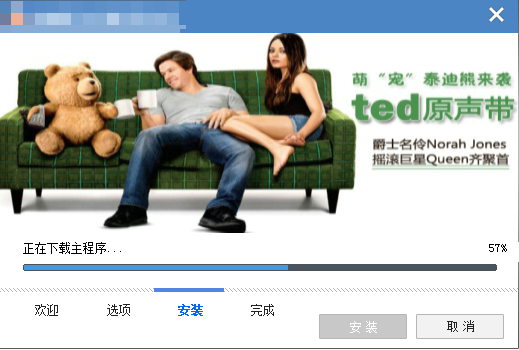 萌“宠”泰迪熊来袭
ted原声带
爵士名伶Norah Jones
摇滚巨星Queen齐聚首
正在下载主程序... 57%
欢迎 选项 安装 完成
安装 取消